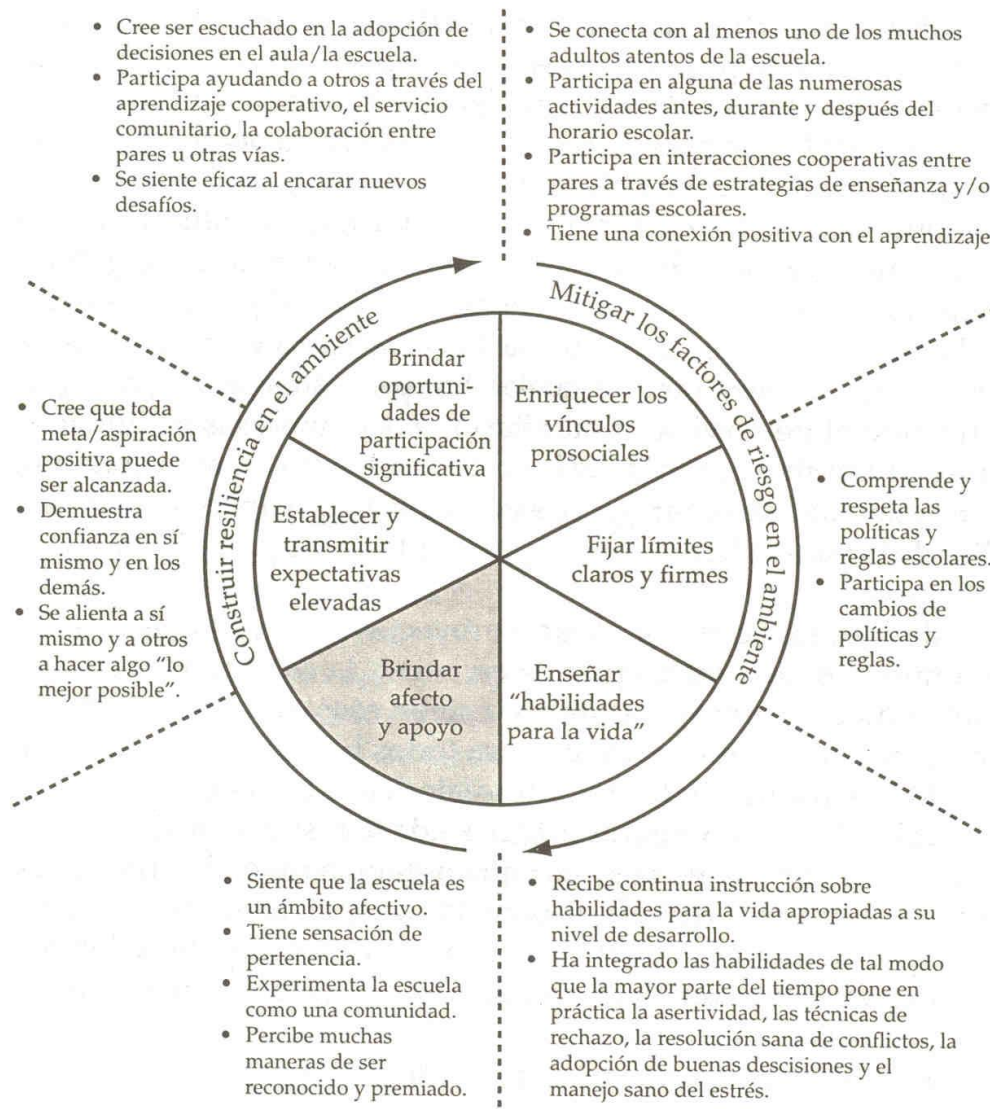 • Cree ser escuchado en la adopción de
decisiones en el aula/la escuela.
• Participa ayudando a otros a través del
aprendizaje cooperativo, el servicio
comunitario, la colaboración entre
pares u otras vías.
• Se siente eficaz al encarar nuevos
desafíos.
• Se conecta con al menos uno de los muchos
adultos atentos de la escuela.
• Participa en alguna de las numerosas
actividades antes, durante y después del
horario escolar.
• Participa en interacciones cooperativas entre
pares a través de estrategias de enseñanza y/o
programas escolares.
• Tiene una conexión positiva con el aprendizaje
Construir resiliencia en el ambiente
Mitigar los factores de riesgo en el ambiente
Brindar
oportuni-
dades de
participación
significativa
Enriquecer los
vínculos
prosociales
• Cree que toda
meta/aspiración
positiva puede
ser alcanzada.
• Demuestra
confianza en sí
mismo y en los
demás.
• Se alienta a sí
mismo y a otros
a hacer algo “lo
mejor posible”.
Establecer y
transmitir
expectativas
elevadas
Fijar límites
claros y firmes
• Comprende y
respeta las
políticas y
reglas escolares.
• Participa en los
cambios de
políticas y
reglas.
Brindar
afecto
y apoyo
Enseñar
“habilidades
para la vida”
• Siente que la escuela es
un ámbito afectivo.
• Tiene sensación de
pertenencia.
• Experimenta la escuela
como una comunidad.
• Percibe muchas
maneras de ser
reconocido y premiado.
• Recibe continua instrucción sobre
habilidades para la vida apropiadas a su
nivel de desarrollo.
• Ha integrado las habilidades de tal modo
que la mayor parte del tiempo pone en
práctica la asertividad, las técnicas de
rechazo, la resolución sana de conflictos, la
adopción de buenas descisiones y el
manejo sano del estrés.